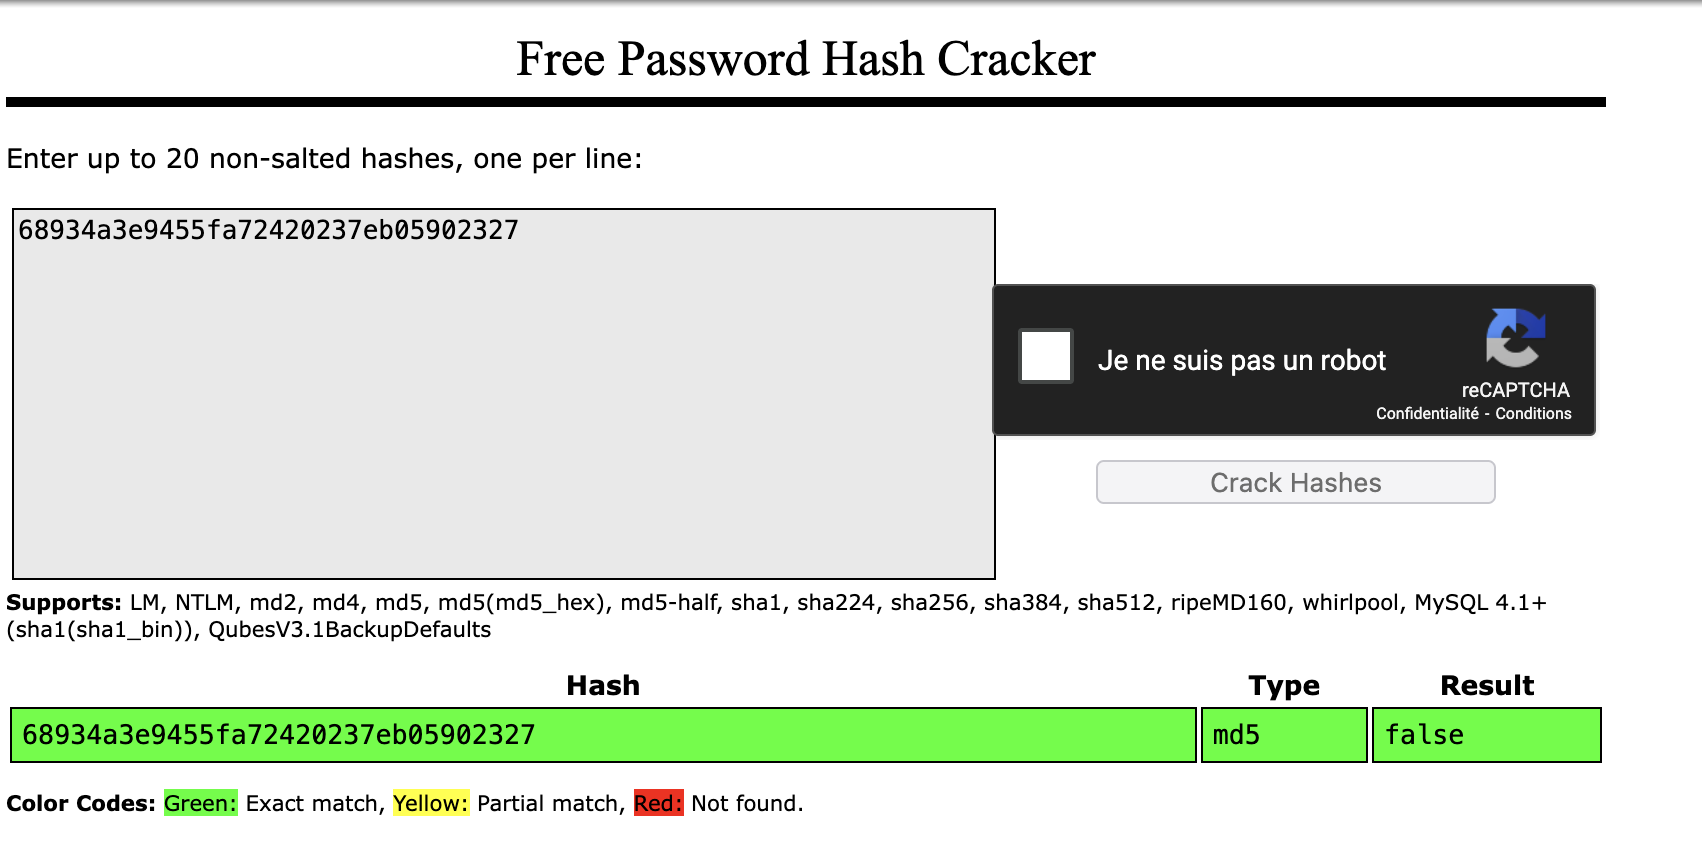 Free Password Hash Cracker
Enter up to 20 non-salted hashes, one per line:
68934a3e9455fa72420237eb05902327
Je ne suis pas un robot
reCAPTCHA
Confidentialité - Conditions
Crack Hashes
Supports: LM, NTLM, md2, md4, md5, md5(md5_hex), md5-half, sha1, sha224, sha256, sha384, sha512, ripeMD160, whirlpool, MySQL 4.1+
(sha1(sha1_bin)), QubesV3.1BackupDefaults
Hash Type Result
68934a3e9455fa72420237eb05902327 md5 false
Color Codes: Green: Exact match, Yellow: Partial match, Red: Not found.